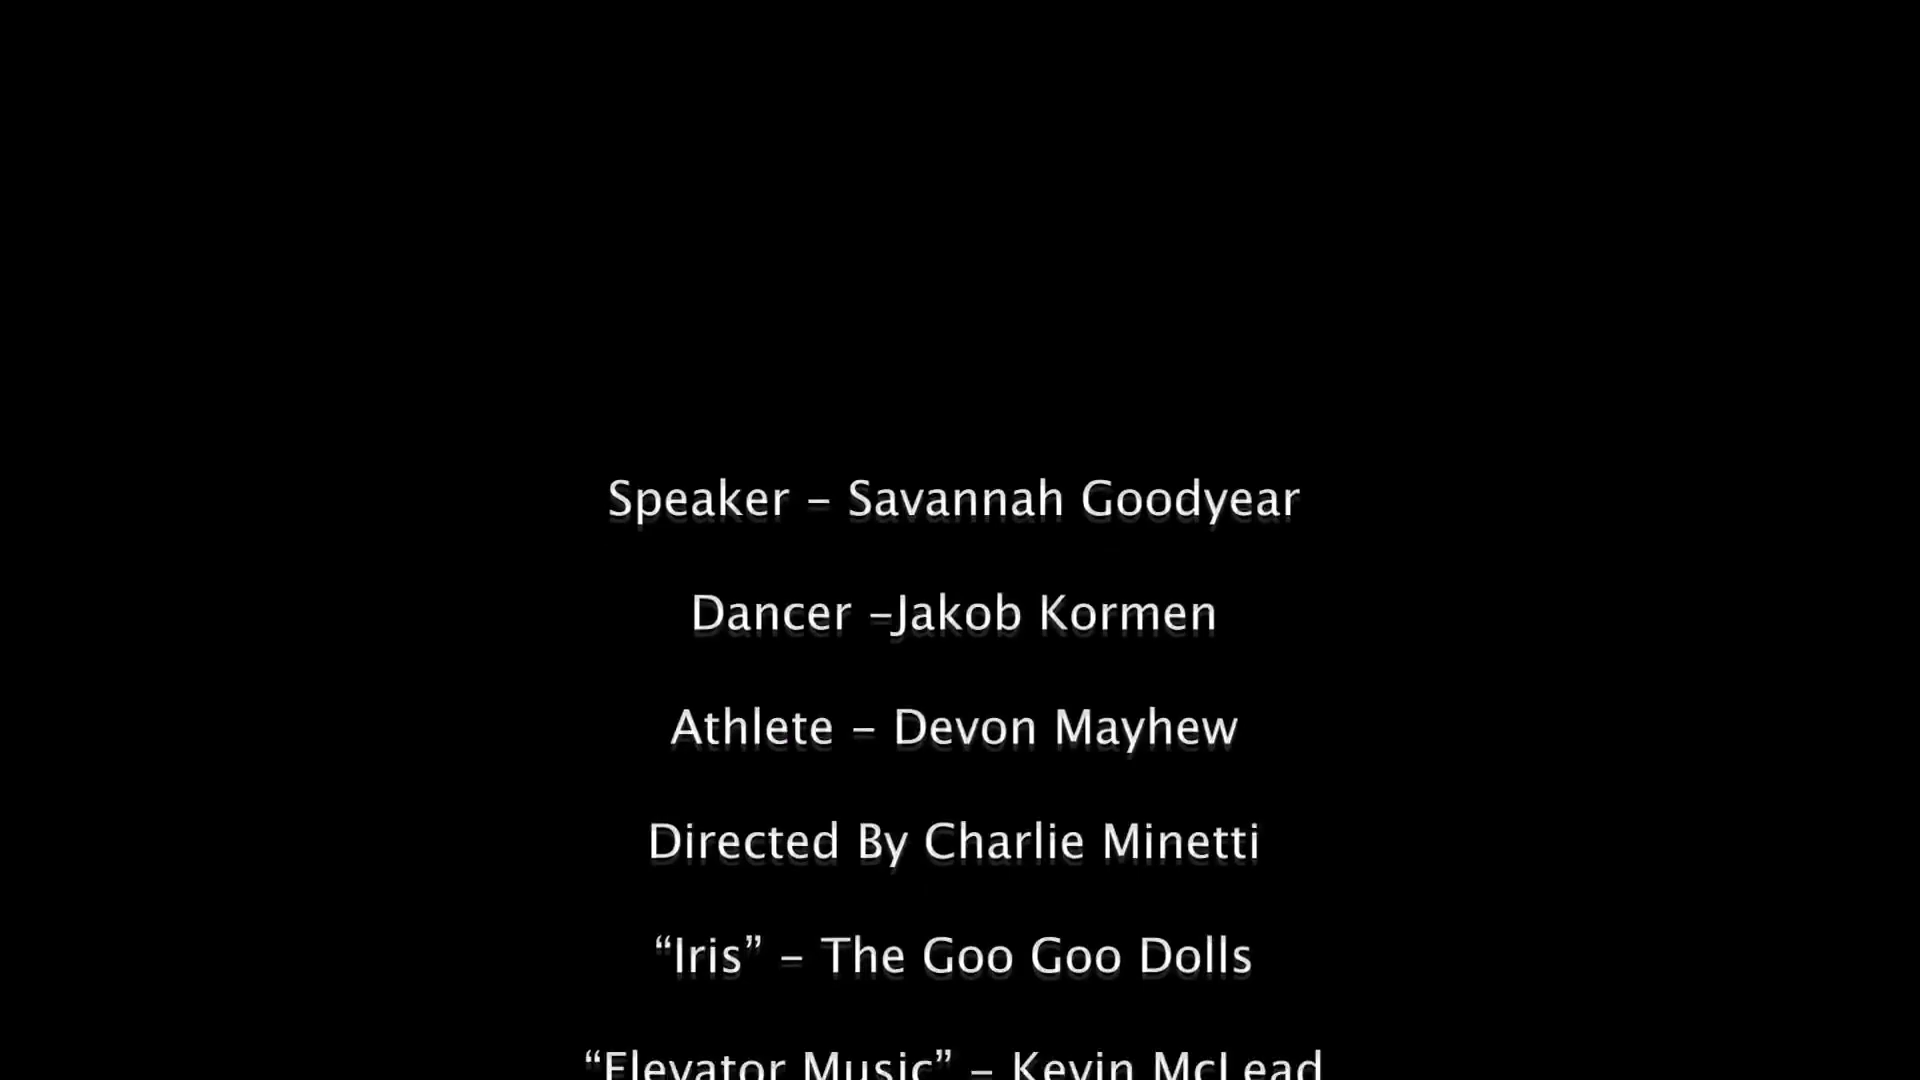 Speaker – Savannah Goodyear
Dancer –Jakob Kormen
Athlete – Devon Mayhew
Directed By Charlie Minetti
“Iris” – The Goo Goo Dolls
“Elevator Music” – Kevin McLead